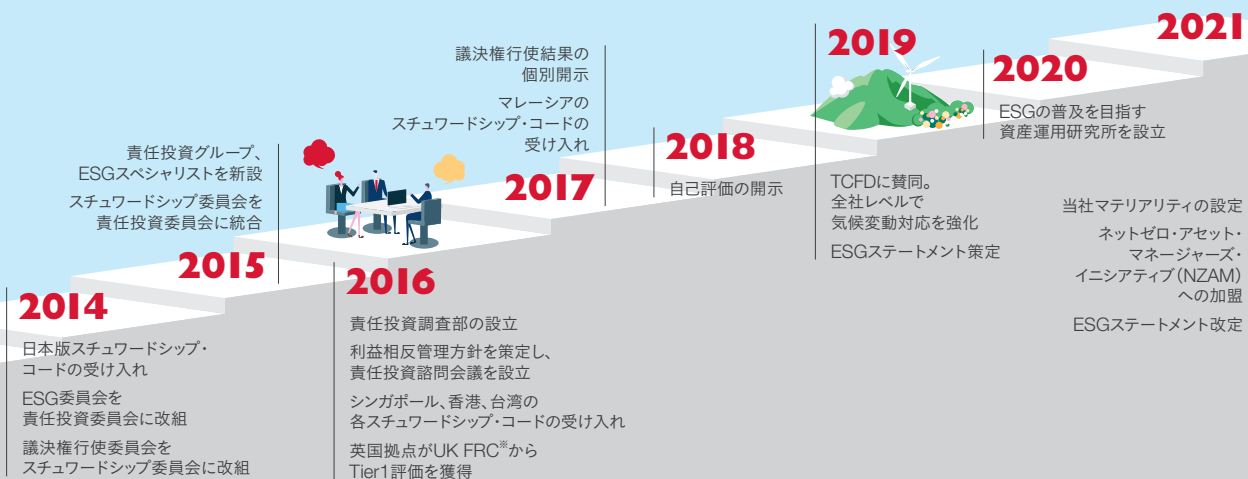 2014
日本版スチュワードシップ・
コードの受け入れ
ESG委員会を
責任投資委員会に改組
議決権行使委員会を
スチュワードシップ委員会に改組
2015
責任投資グループ、
ESGスペシャリストを新設
スチュワードシップ委員会を
責任投資委員会に統合
2016
責任投資調査部の設立
利益相反管理方針を策定し、
責任投資諮問会議を設立
シンガポール、香港、台湾の
各スチュワードシップ・コードの受け入れ
英国拠点がUK FRC※から
Tier1評価を獲得
2017
議決権行使結果の
個別開示
マレーシアの
スチュワードシップ・コードの
受け入れ
2018
自己評価の開示
2019
TCFDに賛同。
全社レベルで
気候変動対応を強化
ESGステートメント策定
2020
ESGの普及を目指す
資産運用研究所を設立
2021
当社マテリアリティの設定
ネットゼロ・アセット・
マネージャーズ・
イニシアティブ(NZAM)
への加盟
ESGステートメント改定